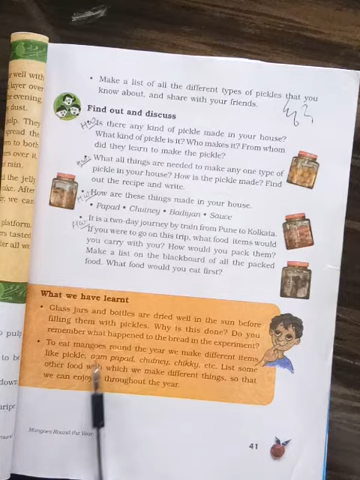 • Make a list of all the different types of pickles that you
know about, and share with your friends.
Find out and discuss
Is there any kind of pickle made in your house?
What kind of pickle is it? Who makes it? From whom
did they learn to make the pickle?
What all things are needed to make any one type of
pickle in your house? How is the pickle made? Find
out the recipe and write.
How are these things made in your house.
• Papad • Chutney • Badiyan • Sauce
It is a two-day journey by train from Pune to Kolkata.
If you were to go on this trip, what food items would
you carry with you? How would you pack them?
Make a list on the blackboard of all the packed
food. What food would you eat first?
What we have learnt
• Glass jars and bottles are dried well in the sun before
filling them with pickles. Why is this done? Do you
remember what happened to the bread in the experiment?
• To eat mangoes round the year we make different items
like pickle, aam papad, chutney, chikky, etc. List some
other food which we make different things, so that
we can enjoy throughout the year.
Mangoes Round the Year
41